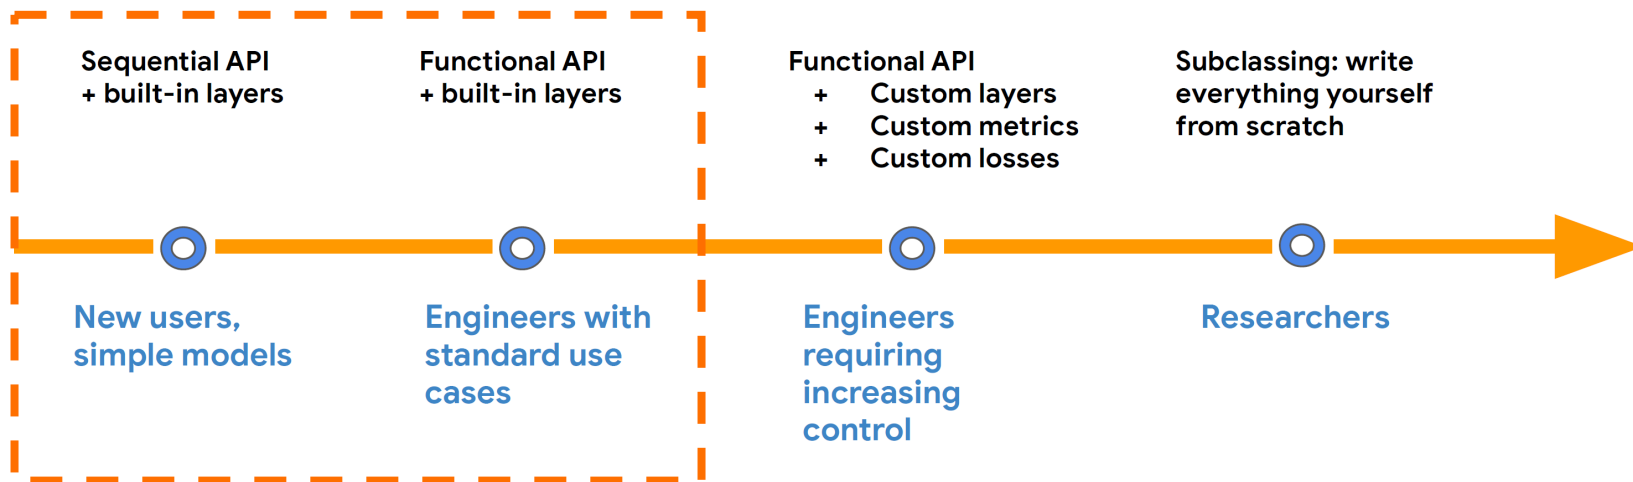 Sequential API
+ built-in layers
Functional API
+ built-in layers
Functional API
+ Custom layers
+ Custom metrics
+ Custom losses
Subclassing: write
everything yourself
from scratch
New users,
simple models
Engineers with
standard use
cases
Engineers
requiring
increasing
control
Researchers